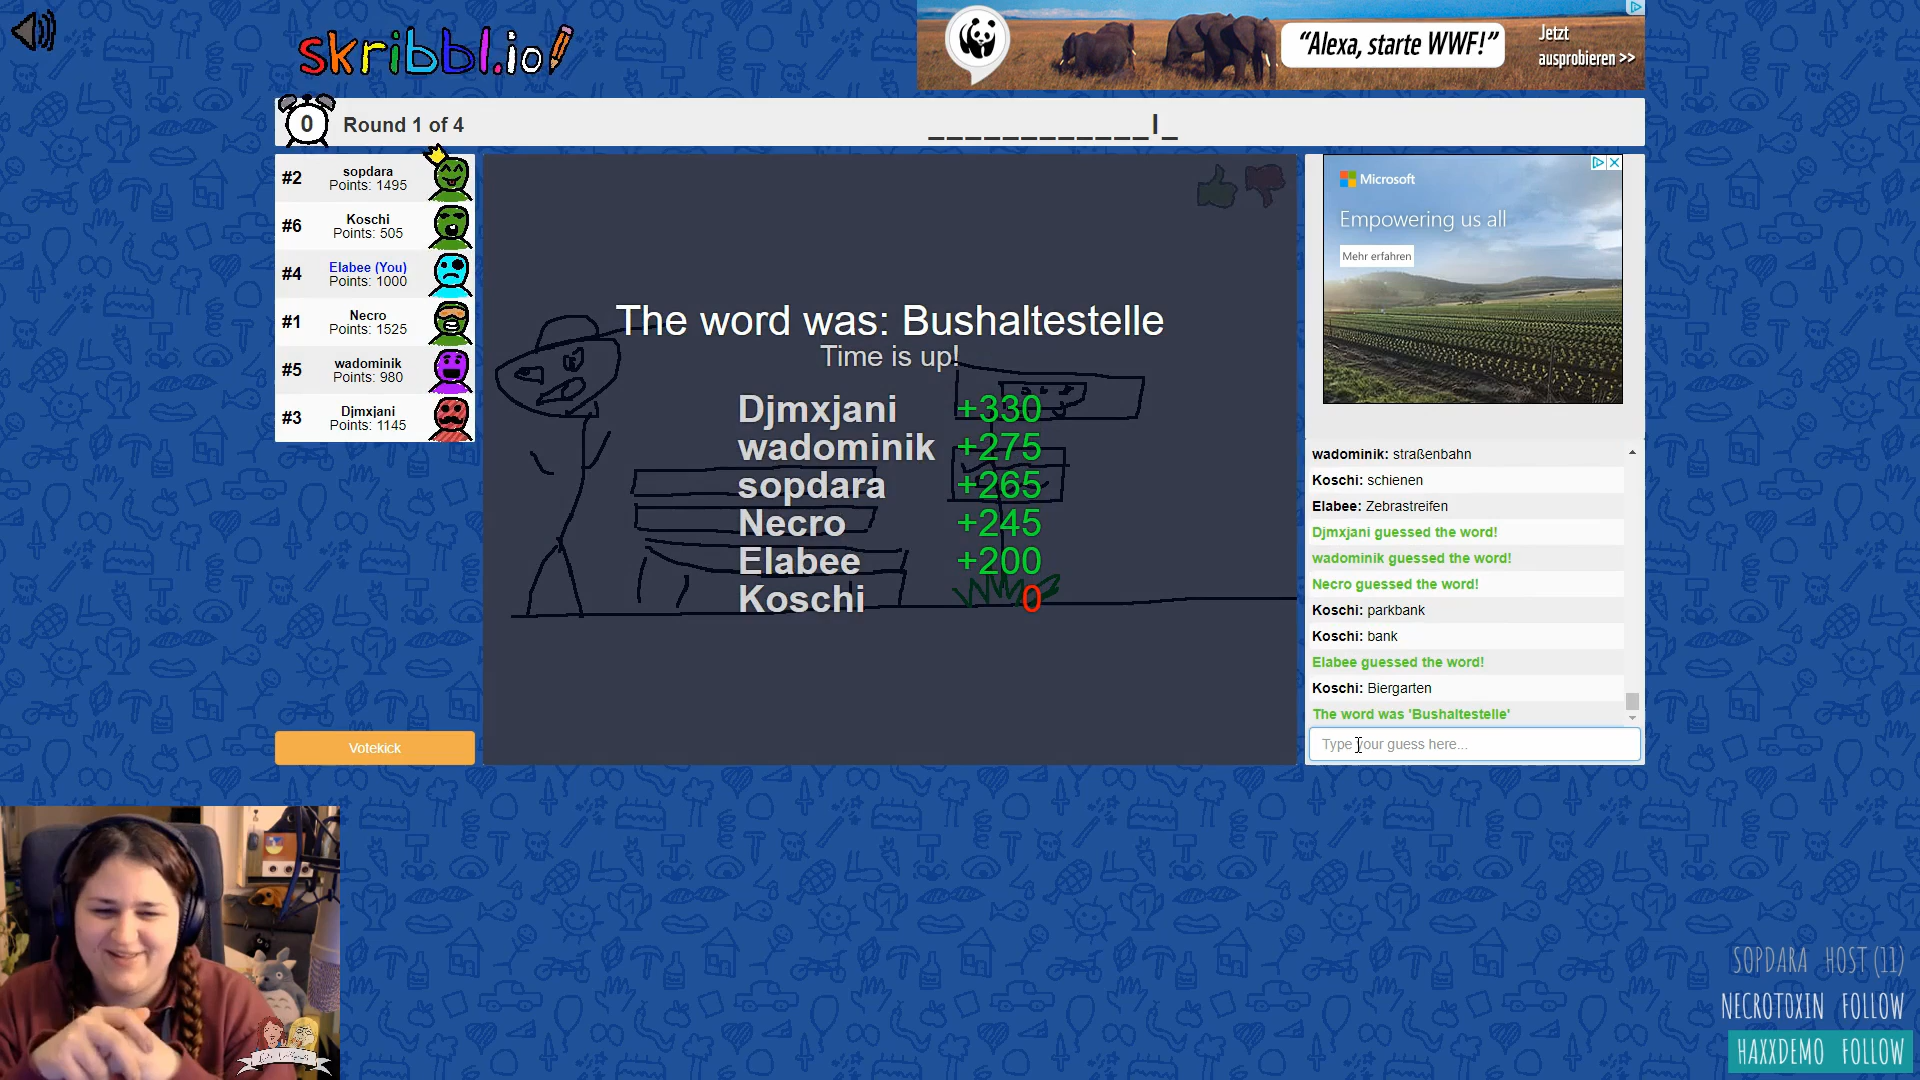 skribbl.io
"Alexa, starte WWF!"
Jetzt
ausprobieren >>
0
Round 1 of 4
____________l_
#2
sopdara
Points: 1495
#6
Koschi
Points: 505
#4
Elabee (You)
Points: 1000
#1
Necro
Points: 1525
#5
wadominik
Points: 980
#3
Djmxjani
Points: 1145
Votekick
The word was: Bushaltestelle
Time is up!
Djmxjani +330
wadominik +275
sopdara +265
Necro +245
Elabee +200
Koschi 0
Microsoft
Empowering us all
Mehr erfahren
wadominik: straßenbahn
Koschi: schienen
Elabee: Zebrastreifen
Djmxjani guessed the word!
wadominik guessed the word!
Necro guessed the word!
Koschi: parkbank
Koschi: bank
Elabee guessed the word!
Koschi: Biergarten
The word was 'Bushaltestelle'
Type your guess here...
SOPDARA HOST (11)
NECROTOXIN FOLLOW
HAXXDEMO FOLLOW